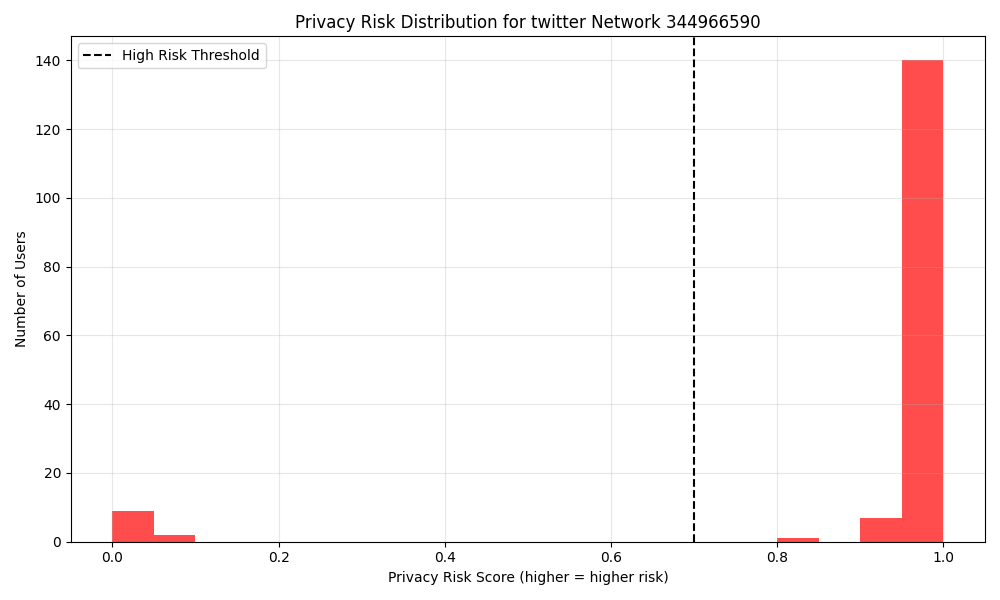 Privacy Risk Distribution for twitter Network 344966590
High Risk Threshold
140
120
100
80
60
40
20
0
Number of Users
0.0 0.2 0.4 0.6 0.8 1.0
Privacy Risk Score (higher = higher risk)